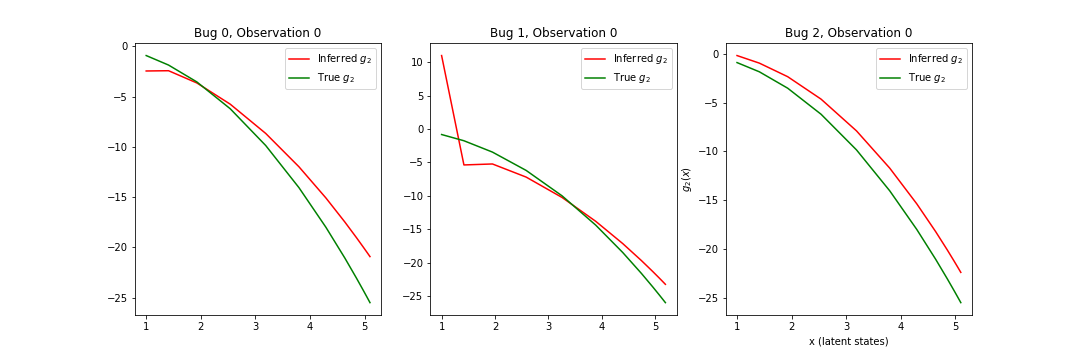 Bug 0, Observation 0
Inferred g₂
True g₂
0
−5
−10
−15
−20
−25
1 2 3 4 5
Bug 1, Observation 0
Inferred g₂
True g₂
10
5
0
−5
−10
−15
−20
−25
1 2 3 4 5
Bug 2, Observation 0
Inferred g₂
True g₂
g₂(x)
0
−5
−10
−15
−20
−25
1 2 3 4 5
x (latent states)